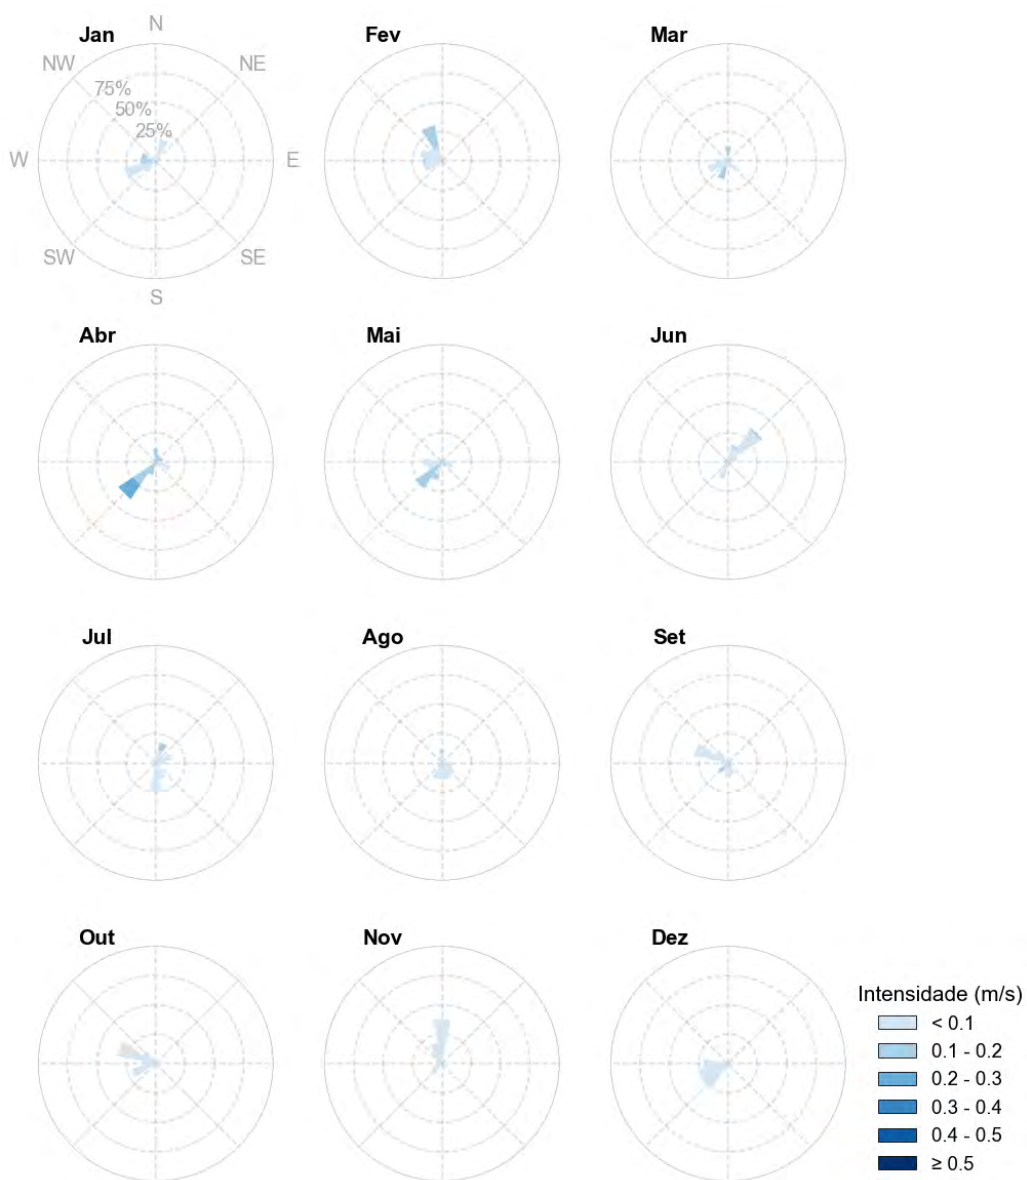 Jan
N
NW
NE
75%
50%
25%
W
E
SW
SE
S
Fev
Mar
Abr
Mai
Jun
Jul
Ago
Set
Out
Nov
Dez
Intensidade (m/s)
< 0.1
0.1 - 0.2
0.2 - 0.3
0.3 - 0.4
0.4 - 0.5
≥ 0.5